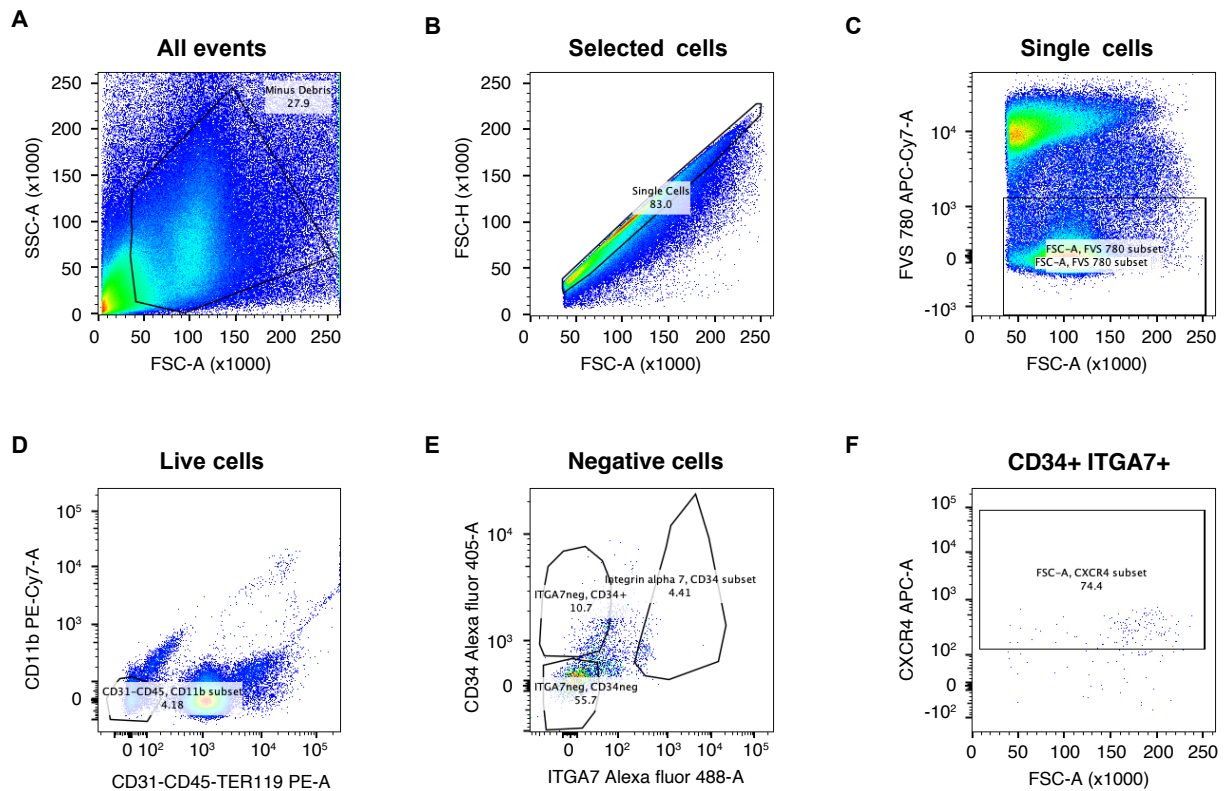 A
All events
SSC-A (x1000)
250
200
150
100
50
0
Minus Debris
27.9
0 50 100 150 200 250
FSC-A (x1000)
B
Selected cells
FSC-H (x1000)
250
200
150
100
50
0
Single Cells
83.0
0 50 100 150 200 250
FSC-A (x1000)
C
Single cells
FVS 780 APC-Cy7-A
10⁴
10³
0
-10³
FSC-A, FVS 780 subset
FSC-A, FVS 780 subset
0 50 100 150 200 250
FSC-A (x1000)
D
Live cells
CD11b PE-Cy7-A
10⁵
10⁴
10³
0
CD31-CD45, CD11b subset
4.18
0 10² 10³ 10⁴ 10⁵
CD31-CD45-TER119 PE-A
E
Negative cells
CD34 Alexa fluor 405-A
10⁴
10³
0
Integrin alpha 7, CD34 subset
4.41
ITGA7neg, CD34+
10.7
ITGA7neg, CD34neg
55.7
0 10² 10³ 10⁴ 10⁵
ITGA7 Alexa fluor 488-A
F
CD34+ ITGA7+
CXCR4 APC-A
10⁵
10⁴
10³
10²
0
-10²
FSC-A, CXCR4 subset
74.4
0 50 100 150 200 250
FSC-A (x1000)